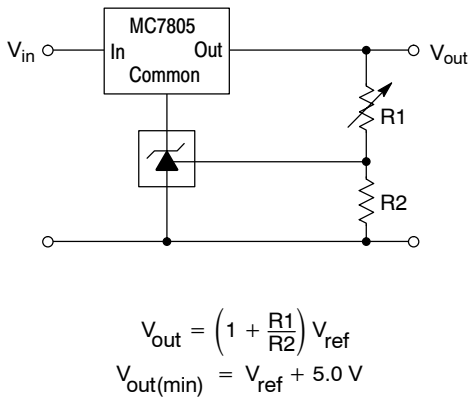 MC7805
V_in In Out V_out
Common
R1
R2
V_out = (1 + R1/R2) V_ref
V_out(min) = V_ref + 5.0 V